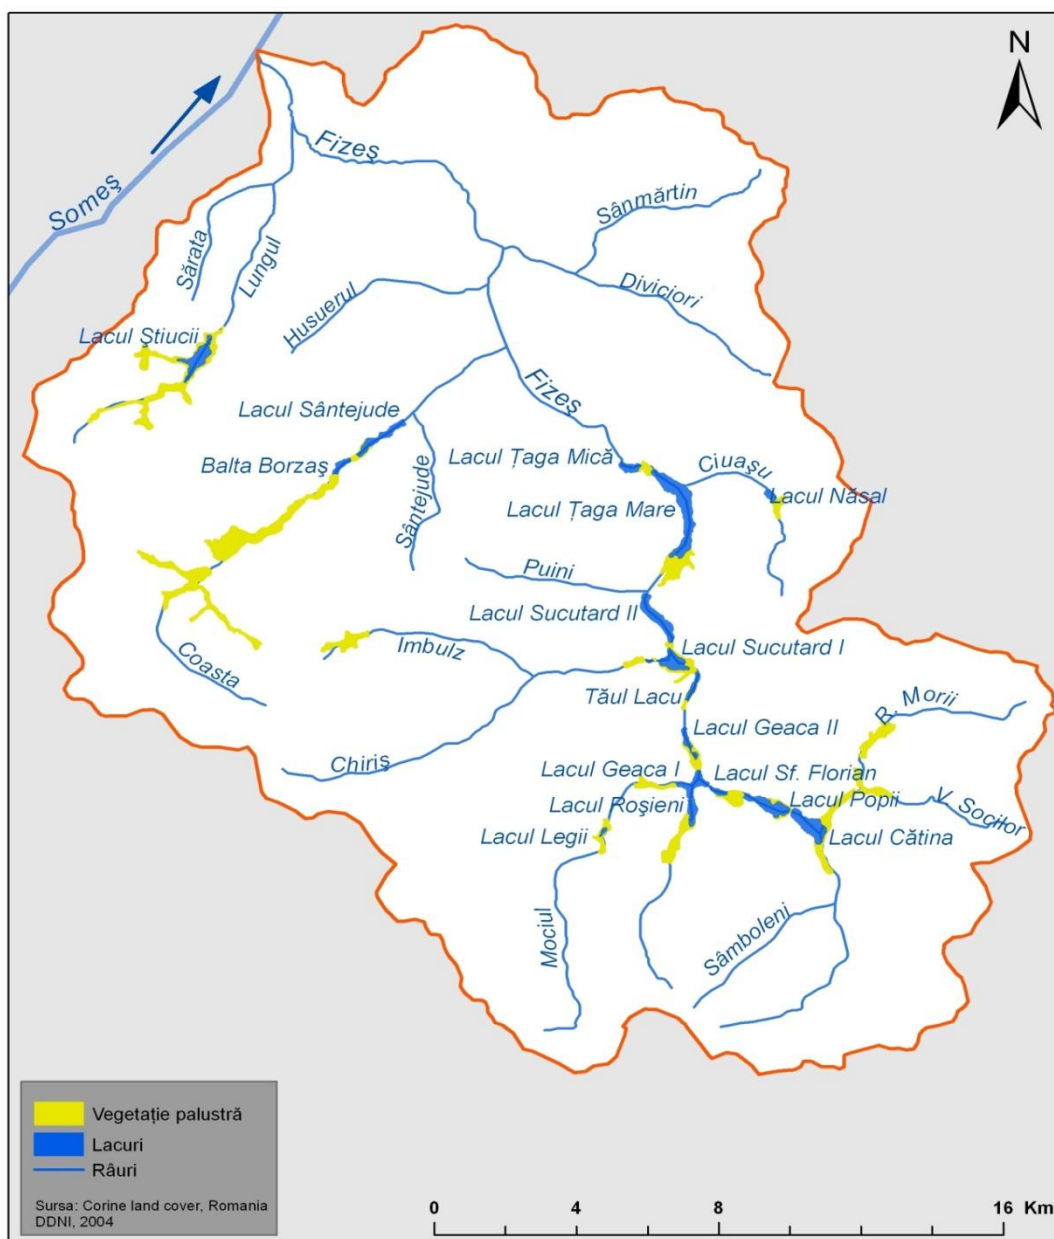 N
Fizeş
Someş
Sânmărtin
Sărata
Lungul
Diviciori
Husuerul
Lacul Ştiucii
Fizeş
Lacul Sântejude
Lacul Țaga Mică
Ciuaşu
Balta Borzaş
Lacul Năsal
Lacul Țaga Mare
Sântejude
Puini
Lacul Sucutard II
Imbulz
Lacul Sucutard I
Coasta
Tăul Lacu
R. Morii
Lacul Geaca II
Chiriş
Lacul Geaca I
Lacul Sf. Florian
Lacul Roşieni
Lacul Popii
V. Socilor
Lacul Legii
Lacul Cătina
Mociul
Sâmboleni
Vegetație palustră
Lacuri
Râuri
Sursa: Corine land cover, Romania
DDNI, 2004
0 4 8 16 Km